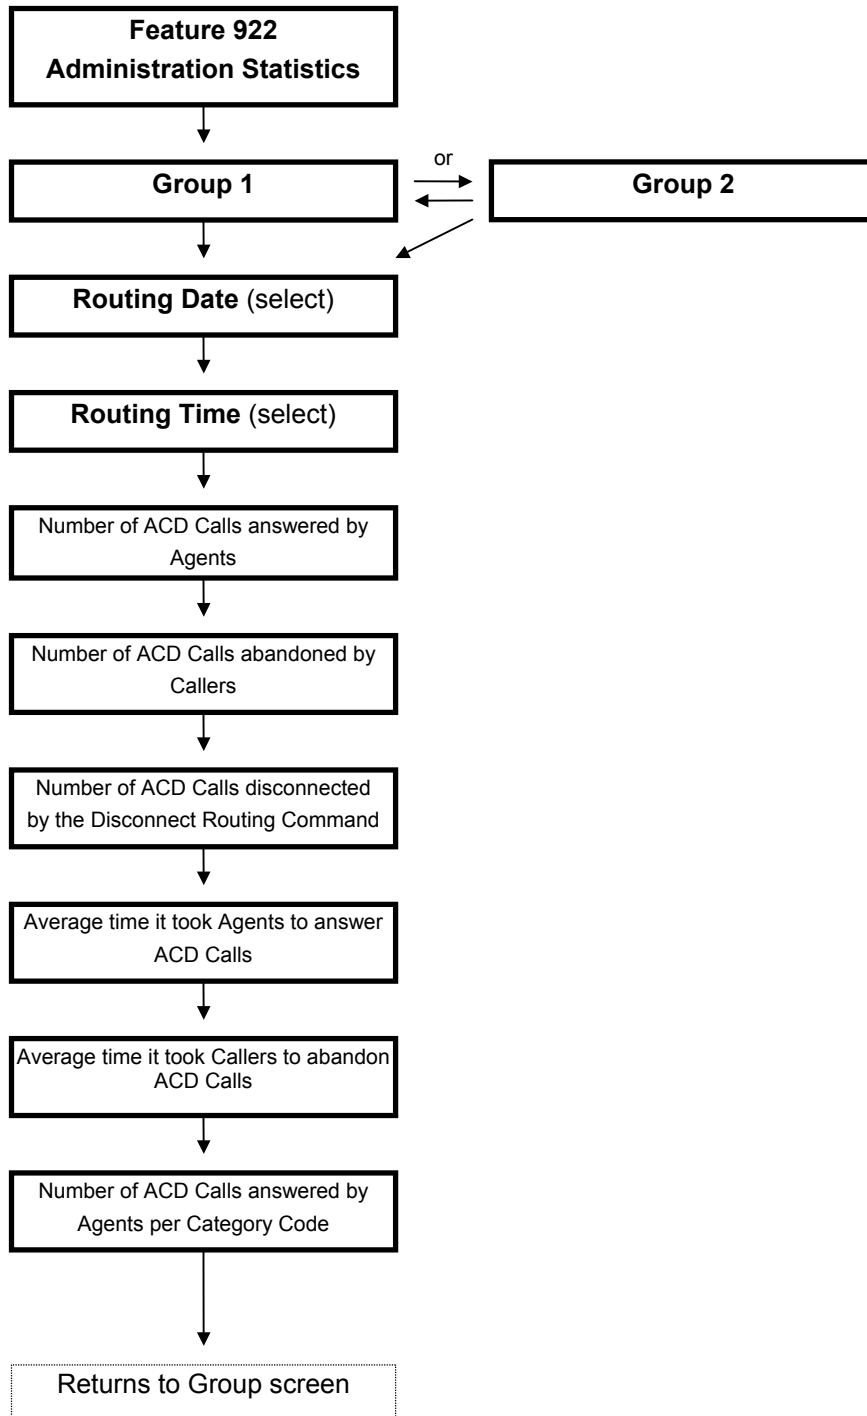 Feature 922
Administration Statistics
or
Group 1
Group 2
Routing Date (select)
Routing Time (select)
Number of ACD Calls answered by
Agents
Number of ACD Calls abandoned by
Callers
Number of ACD Calls disconnected
by the Disconnect Routing Command
Average time it took Agents to answer
ACD Calls
Average time it took Callers to abandon
ACD Calls
Number of ACD Calls answered by
Agents per Category Code
Returns to Group screen